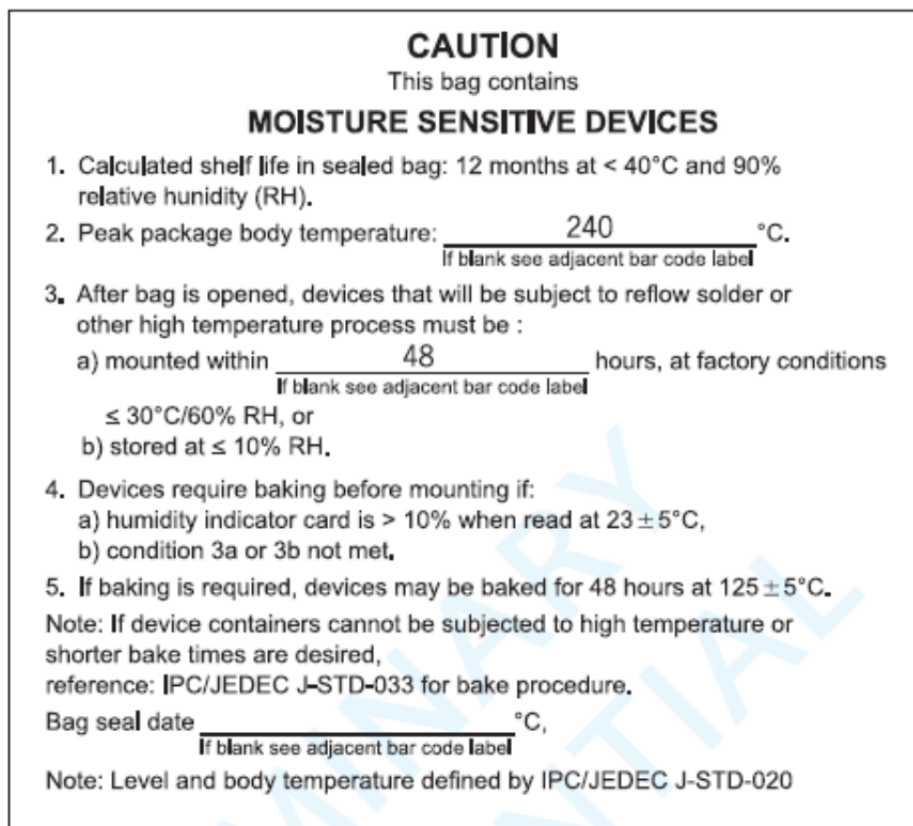 CAUTION
This bag contains
MOISTURE SENSITIVE DEVICES
1. Calculated shelf life in sealed bag: 12 months at < 40°C and 90%
relative hunidity (RH).
2. Peak package body temperature: 240 °C.
If blank see adjacent bar code label
3. After bag is opened, devices that will be subject to reflow solder or
other high temperature process must be :
a) mounted within 48 hours, at factory conditions
If blank see adjacent bar code label
≤ 30°C/60% RH, or
b) stored at ≤ 10% RH.
4. Devices require baking before mounting if:
a) humidity indicator card is > 10% when read at 23±5°C,
b) condition 3a or 3b not met.
5. If baking is required, devices may be baked for 48 hours at 125±5°C.
Note: If device containers cannot be subjected to high temperature or
shorter bake times are desired,
reference: IPC/JEDEC J-STD-033 for bake procedure.
Bag seal date °C,
If blank see adjacent bar code label
Note: Level and body temperature defined by IPC/JEDEC J-STD-020